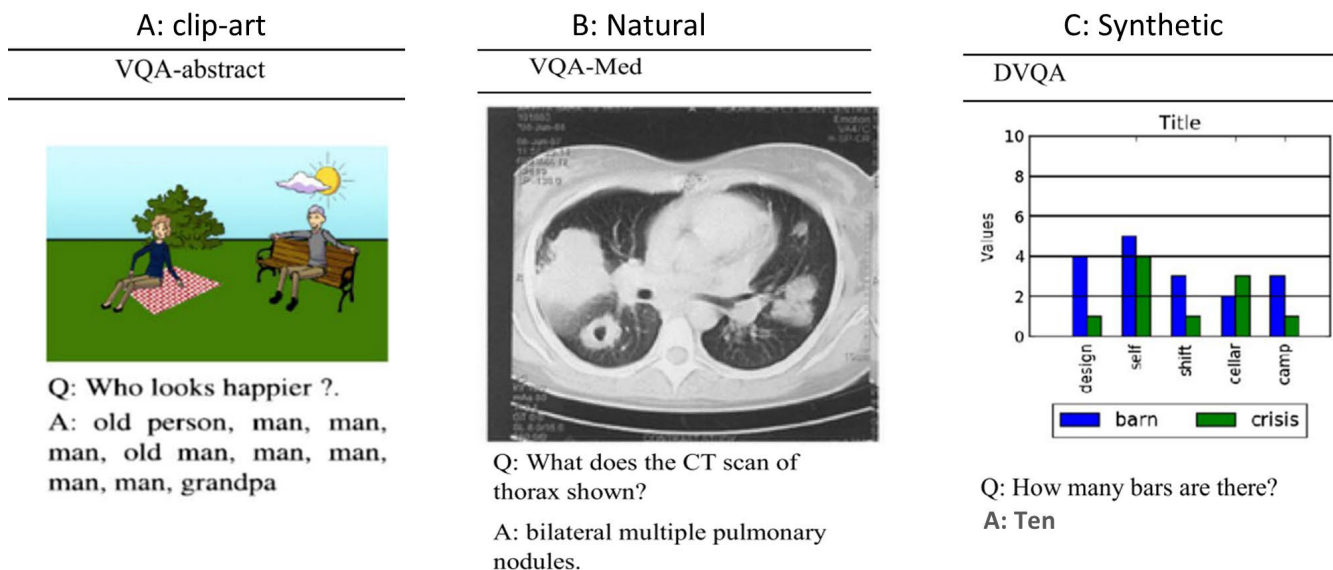 A: clip-art
VQA-abstract
Q: Who looks happier ?.
A: old person, man, man,
man, old man, man, man,
man, man, grandpa
B: Natural
VQA-Med
CONTRAST STUDY
Q: What does the CT scan of
thorax shown?
A: bilateral multiple pulmonary
nodules.
C: Synthetic
DVQA
Title
Values
10
8
6
4
2
0
design
self
shift
cellar
camp
barn
crisis
Q: How many bars are there?
A: Ten